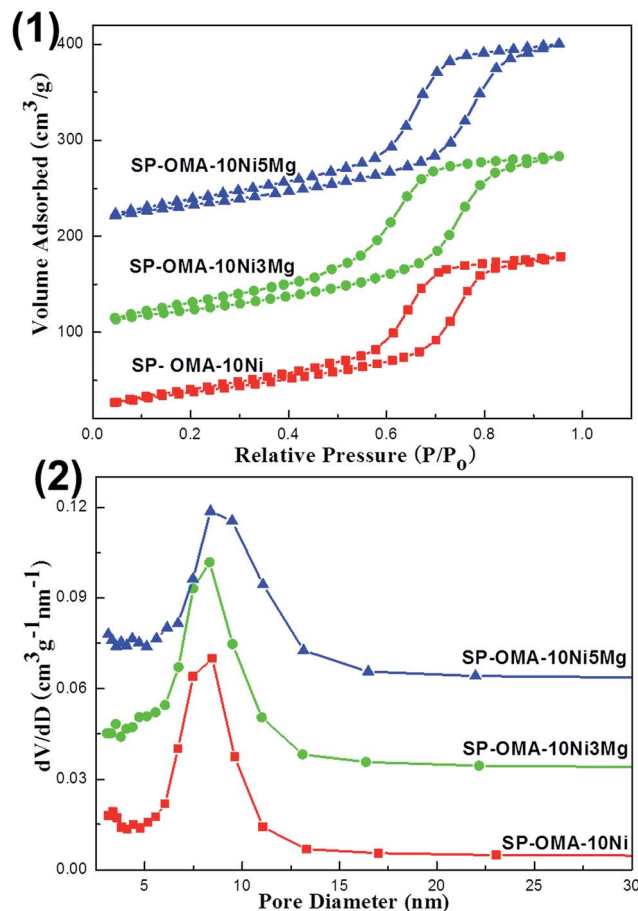 (1)
400
300
200
100
Volume Adsorbed (cm³/g)
SP-OMA-10Ni5Mg
SP-OMA-10Ni3Mg
SP- OMA-10Ni
0.0 0.2 0.4 0.6 0.8 1.0
Relative Pressure (P/P₀)
(2)
0.12
0.09
0.06
0.03
0.00
dV/dD (cm³g⁻¹nm⁻¹)
SP-OMA-10Ni5Mg
SP-OMA-10Ni3Mg
SP-OMA-10Ni
5 10 15 20 25 30
Pore Diameter (nm)